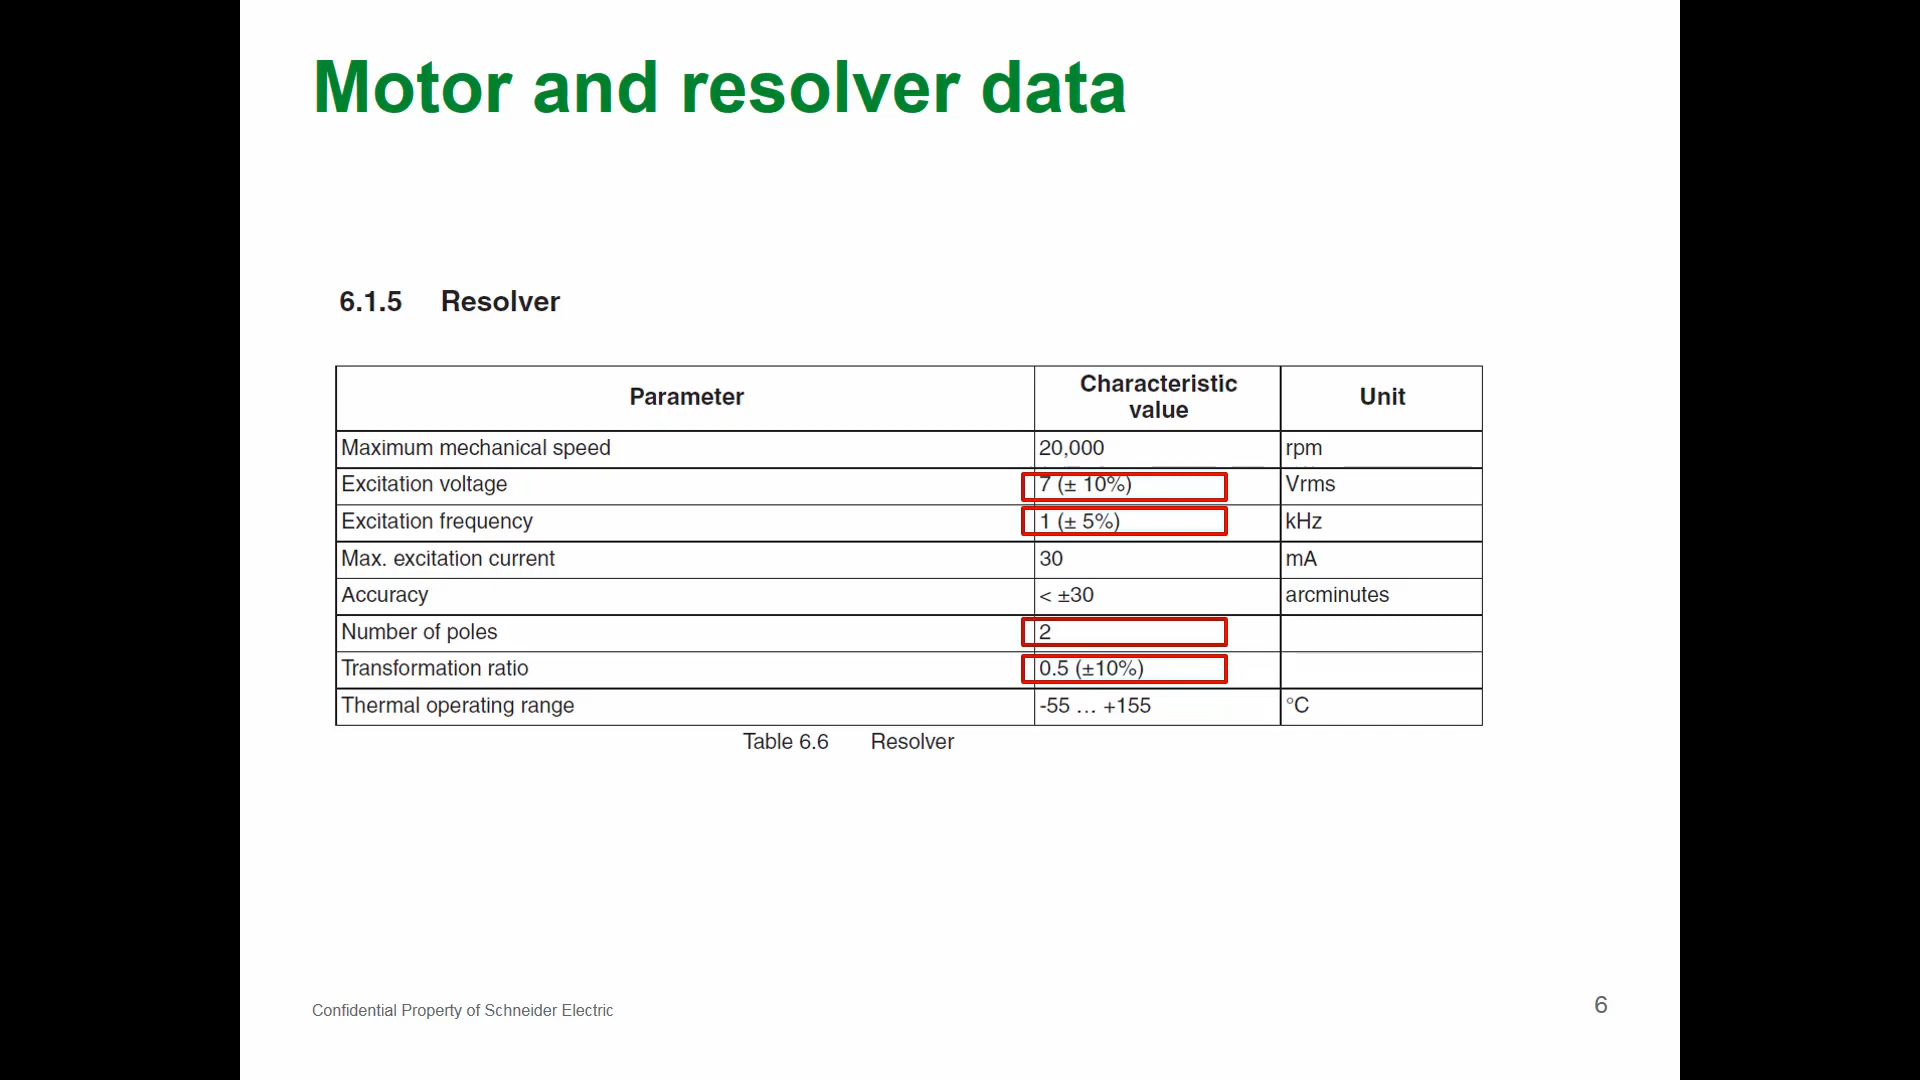 Motor and resolver data
6.1.5 Resolver
Parameter Characteristic value Unit
Maximum mechanical speed 20,000 rpm
Excitation voltage 7 (± 10%) Vrms
Excitation frequency 1 (± 5%) kHz
Max. excitation current 30 mA
Accuracy < ±30 arcminutes
Number of poles 2
Transformation ratio 0.5 (±10%)
Thermal operating range -55 … +155 °C
Table 6.6 Resolver
Confidential Property of Schneider Electric 6